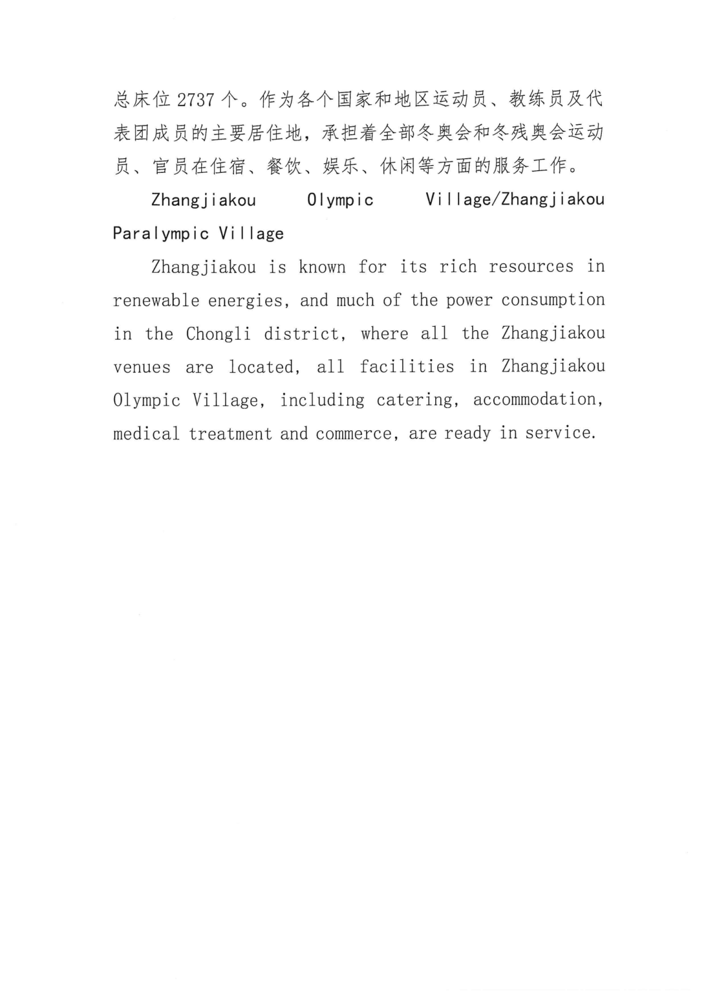 总床位 2737 个。作为各个国家和地区运动员、教练员及代
表团成员的主要居住地，承担着全部冬奥会和冬残奥会运动
员、官员在住宿、餐饮、娱乐、休闲等方面的服务工作。
Zhangjiakou Olympic Village/Zhangjiakou
Paralympic Village
Zhangjiakou is known for its rich resources in
renewable energies, and much of the power consumption
in the Chongli district, where all the Zhangjiakou
venues are located, all facilities in Zhangjiakou
Olympic Village, including catering, accommodation,
medical treatment and commerce, are ready in service.